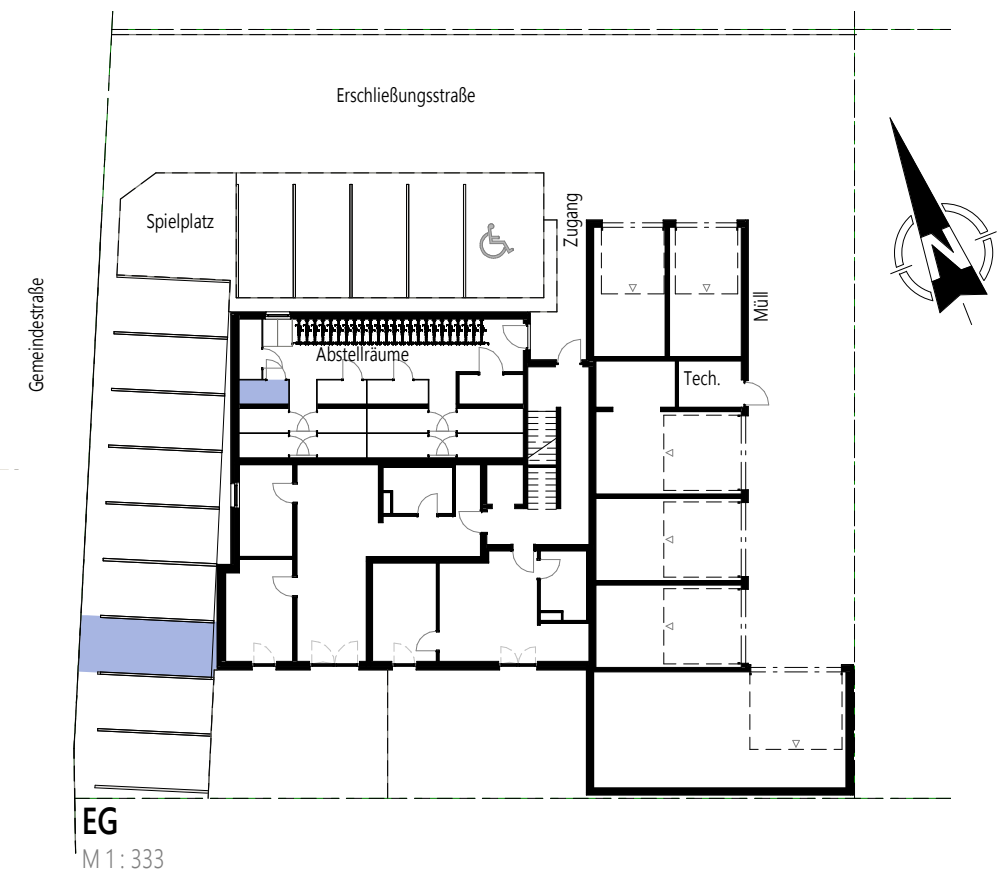 Erschließungsstraße
Spielplatz
Zugang
Gemeindestraße
Müll
Abstellräume
Tech.
N
EG
M 1 : 333